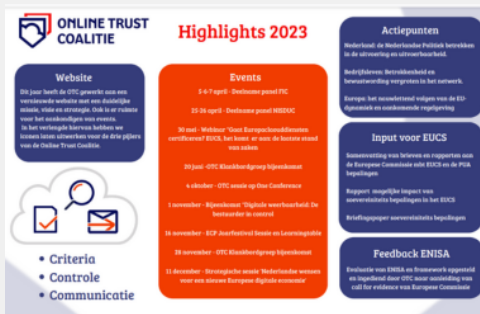 ONLINE TRUST
COALITIE
Highlights 2023
Website
Dit jaar heeft de OTC gewerkt aan een
vernieuwde website met een duidelijke
missie, visie en strategie. Ook is er ruimte
voor het aankondigen van events.
In het verlengde hiervan hebben we
iconen laten uitwerken voor de drie pijlers
van de Online Trust Coalitie.
Criteria
Controle
Communicatie
Events
5-6-7 april - Deelname panel FIC
25-26 april - Deelname panel NISDUC
30 mei - Webinar "Gaat Europa clouddiensten
certificeren? EUCS, het komt er aan: de laatste stand
van zaken
20 juni - OTC Klankbordgroep bijeenkomst
4 oktober - OTC sessie op One Conference
1 november - Bijeenkomst 'Digitale weerbaarheid: De
bestuurder in control
16 november - ECP Jaarfestival Sessie en Learningtable
28 november - OTC Klankbordgroep bijeenkomst
11 december - Strategische sessie 'Nederlandse wensen
voor een nieuwe Europese digitale economie'
Actiepunten
Nederland: de Nederlandse Politiek betrekken
in de uitvoering en uitvoerbaarheid.
Bedrijfsleven: Betrokkenheid en
bewustwording vergroten in het netwerk.
Europa: het nauwlettend volgen van de EU-
dynamiek en aankomende regelgeving
Input voor EUCS
Samenvatting van brieven en rapporten aan
de Europese Commissie mbt EUCS en de PUA
bepalingen
Rapport mogelijke impact van
soevereiniteits bepalingen in het EUCS
Briefingspaper soevereiniteits bepalingen
Feedback ENISA
Evaluatie van ENISA en framework opgesteld
en ingediend door OTC naar aanleiding van
call for evidence van Europese Commissie